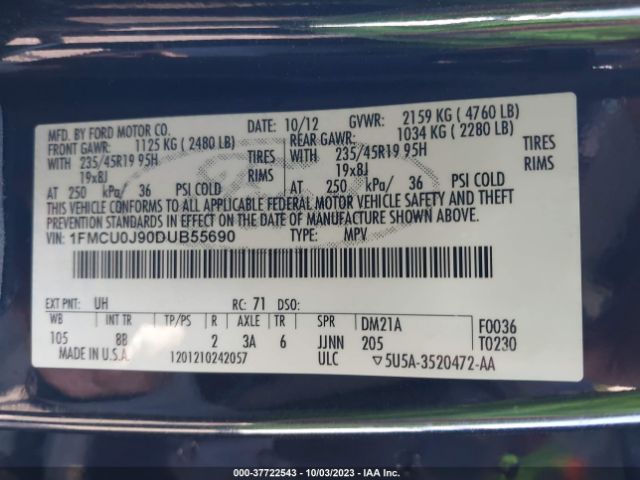 MFD. BY FORD MOTOR CO. DATE: 10/12 GVWR: 2159 KG ( 4760 LB)
FRONT GAWR: 1125 KG ( 2480 LB) REAR GAWR: 1034 KG ( 2280 LB)
WITH 235/45R19 95H TIRES WITH 235/45R19 95H TIRES
19x8J RIMS 19x8J RIMS
AT 250 kPa/ 36 PSI COLD AT 250 kPa/ 36 PSI COLD
THIS VEHICLE CONFORMS TO ALL APPLICABLE FEDERAL MOTOR VEHICLE SAFETY AND THEFT
PREVENTION STANDARDS IN EFFECT ON THE DATE OF MANUFACTURE SHOWN ABOVE.
VIN: 1FMCU0J90DUB55690 TYPE: MPV
EXT PNT: UH RC: 71 DSO:
WB INT TR TP/PS R AXLE TR SPR DM21A F0036
105 8B 2 3A 6 JJNN 205 T0230
MADE IN U.S.A. 1201210242057 ULC 5U5A-3520472-AA
000-37722543 - 10/03/2023 - IAA Inc.